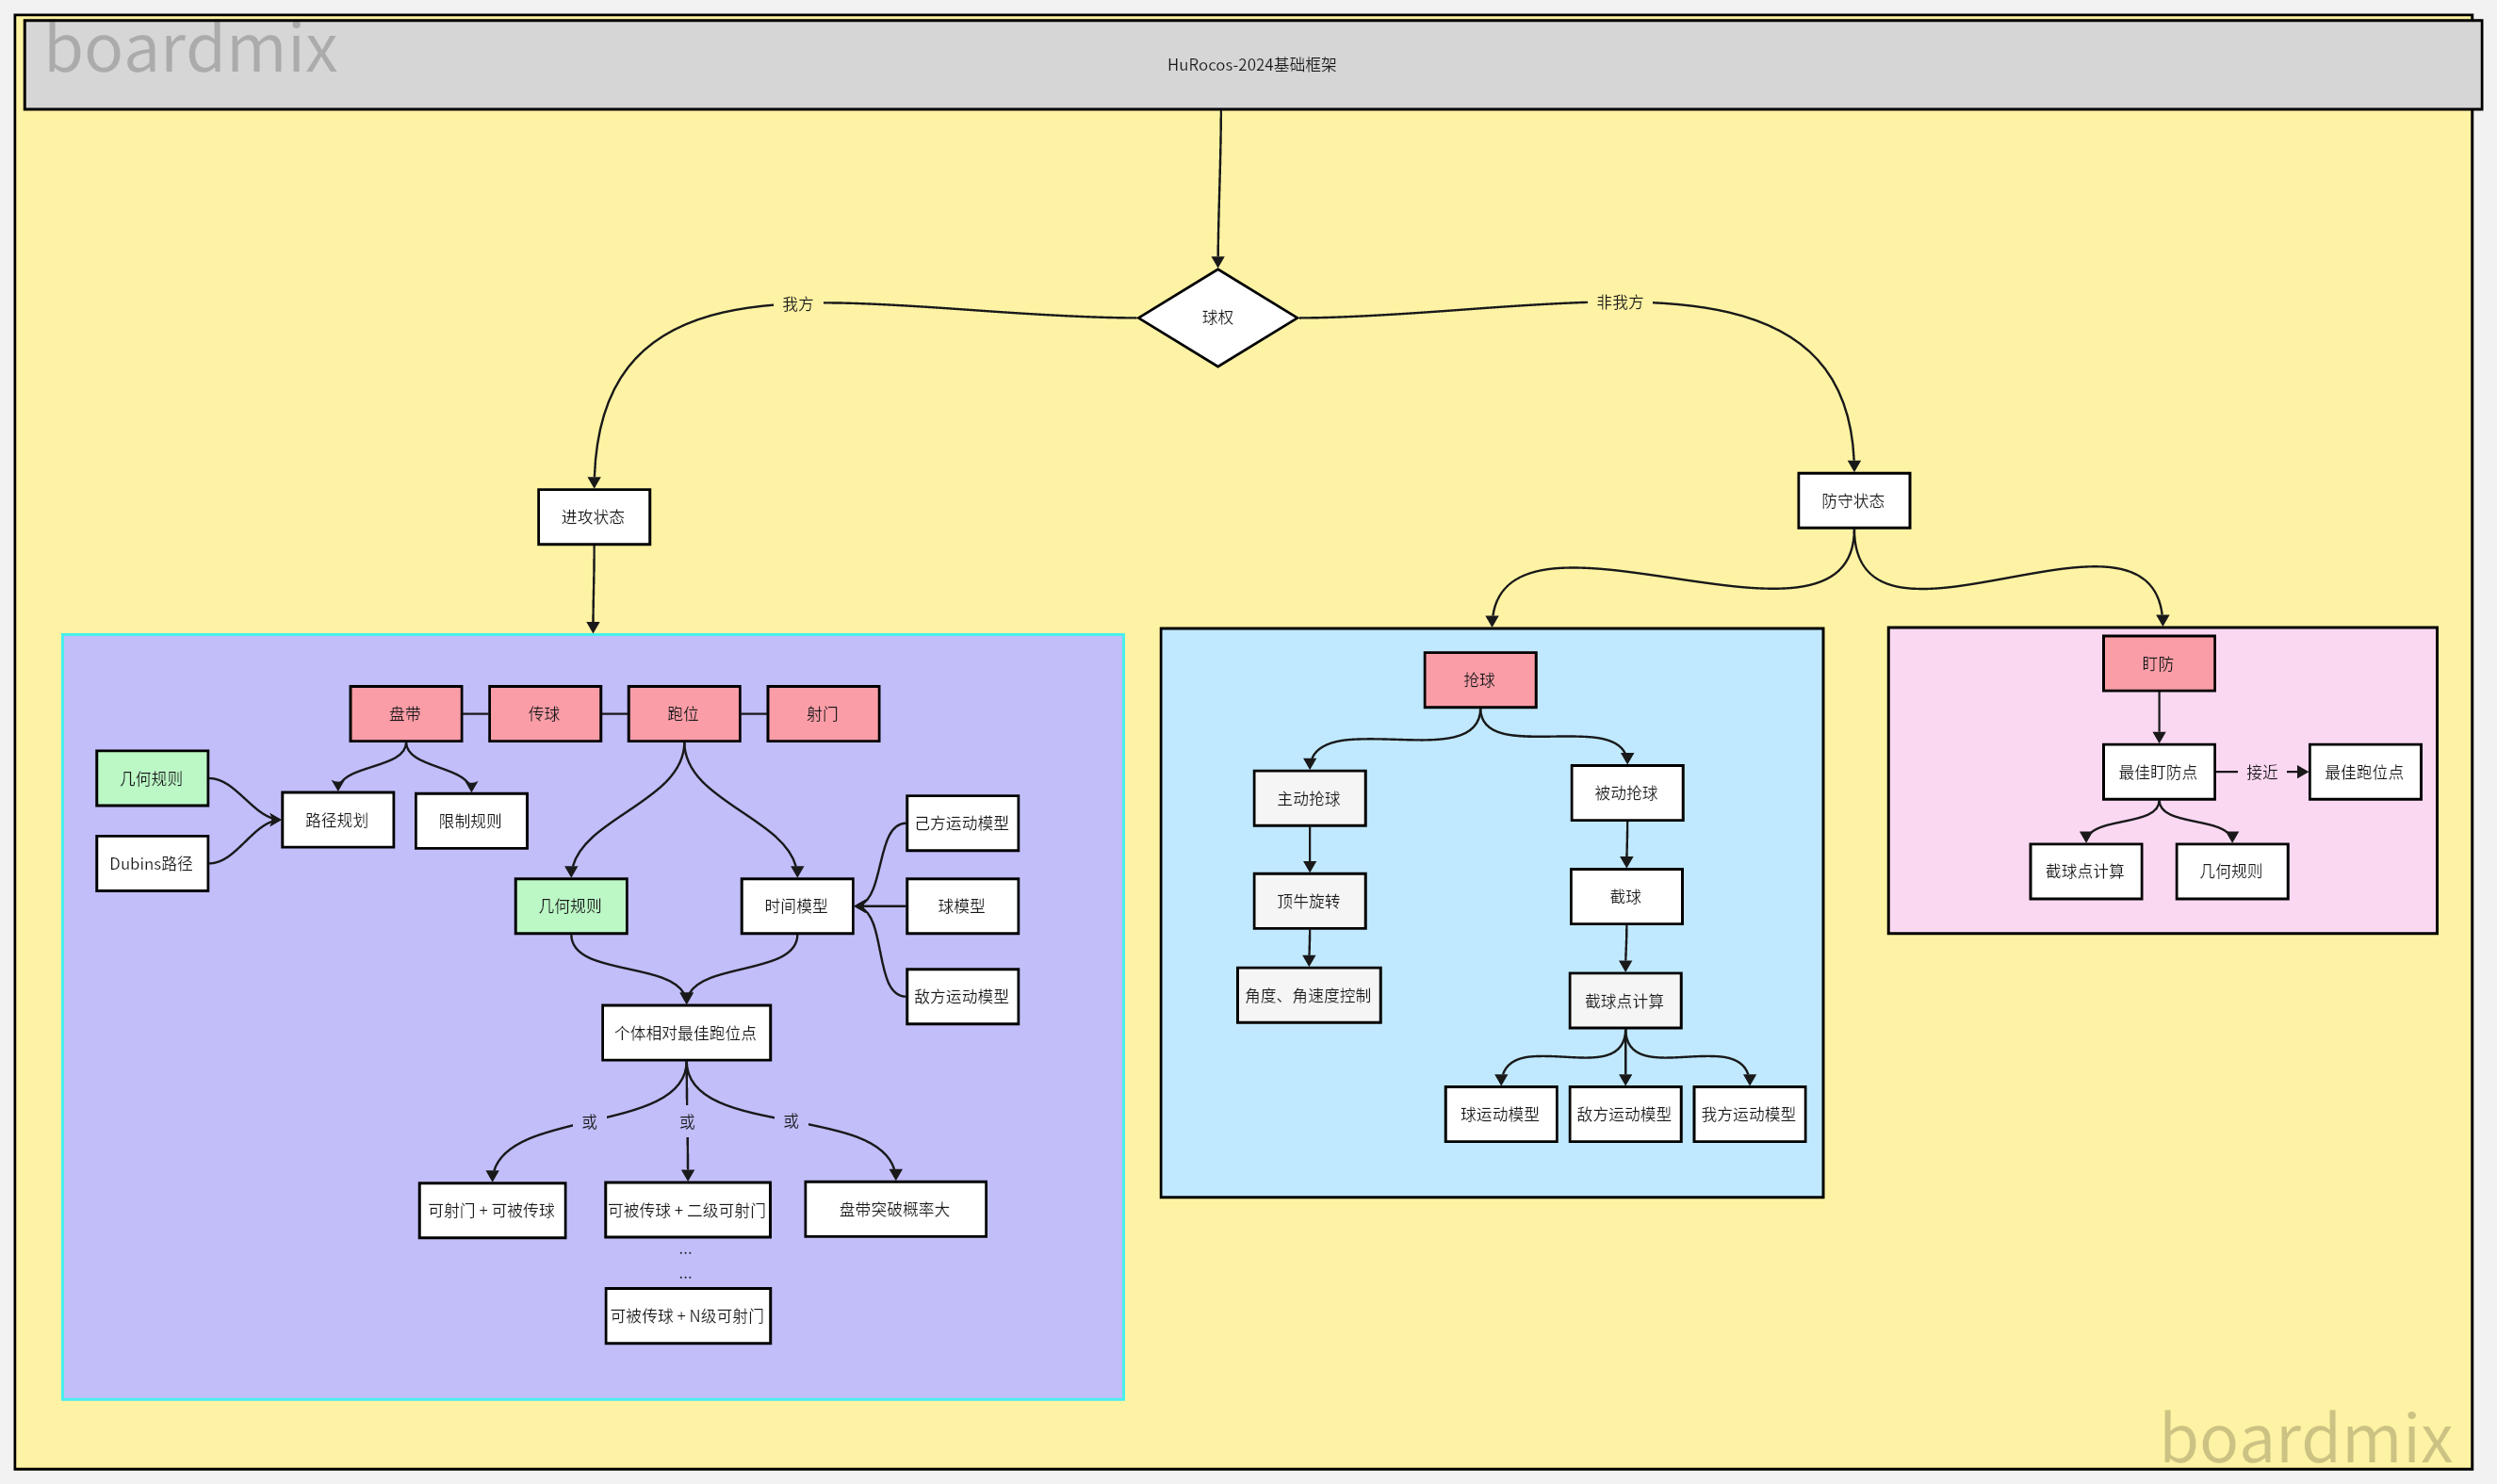 boardmix
HuRocos-2024基础框架
球权
我方
非我方
进攻状态
防守状态
盘带
传球
跑位
射门
几何规则
Dubins路径
路径规划
限制规则
几何规则
时间模型
己方运动模型
球模型
敌方运动模型
个体相对最佳跑位点
或
或
或
可射门 + 可被传球
可被传球 + 二级可射门
盘带突破概率大
...
...
可被传球 + N级可射门
抢球
主动抢球
被动抢球
顶牛旋转
截球
角度、角速度控制
截球点计算
球运动模型
敌方运动模型
我方运动模型
盯防
最佳盯防点
接近
最佳跑位点
截球点计算
几何规则
boardmix